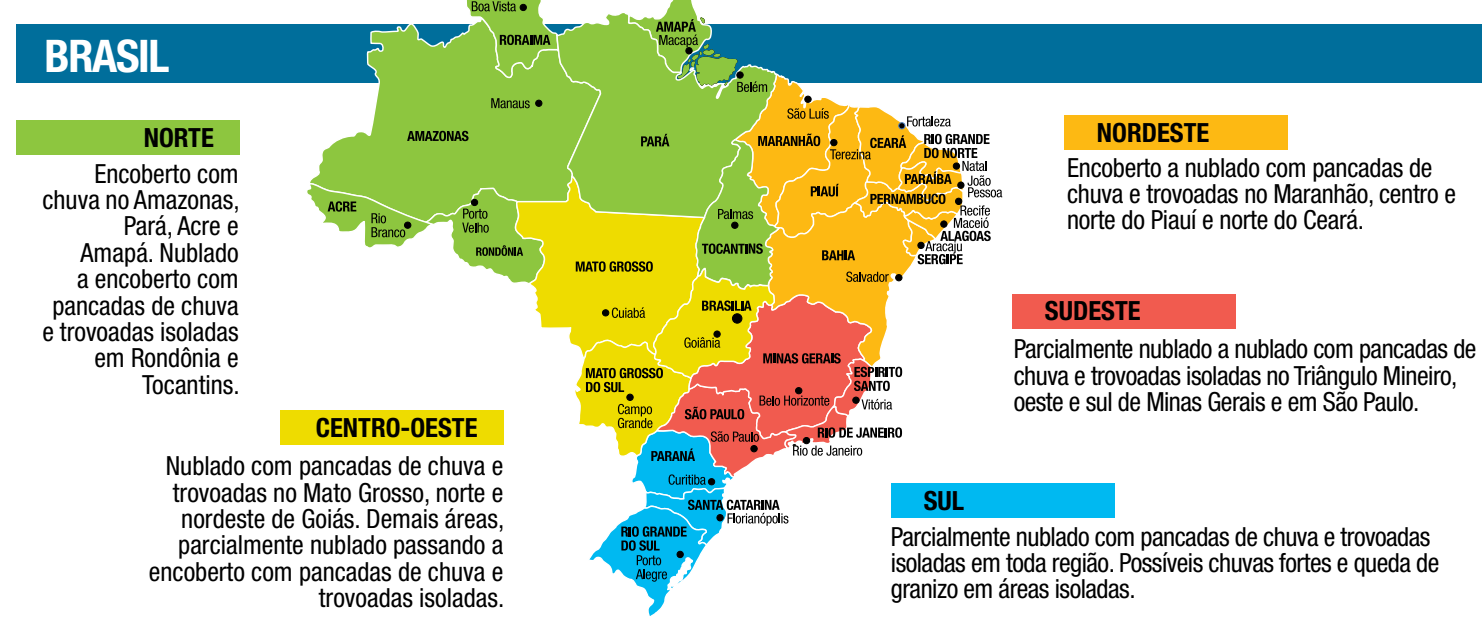 BRASIL
NORTE
Encoberto com
chuva no Amazonas,
Pará, Acre e
Amapá. Nublado
a encoberto com
pancadas de chuva
e trovoadas isoladas
em Rondônia e
Tocantins.
CENTRO-OESTE
Nublado com pancadas de chuva e
trovoadas no Mato Grosso, norte e
nordeste de Goiás. Demais áreas,
parcialmente nublado passando a
encoberto com pancadas de chuva e
trovoadas isoladas.
Boa Vista
RORAIMA
AMAPÁ
Macapá
Belém
Manaus
AMAZONAS
PARÁ
ACRE
Rio
Branco
Porto
Velho
RONDÔNIA
Palmas
TOCANTINS
São Luís
MARANHÃO
Terezina
PIAUÍ
CEARÁ
Fortaleza
RIO GRANDE
DO NORTE
Natal
PARAÍBA
João
Pessoa
PERNAMBUCO
Recife
Maceió
ALAGOAS
Aracaju
SERGIPE
BAHIA
Salvador
MATO GROSSO
Cuiabá
BRASILIA
Goiânia
MATO GROSSO
DO SUL
Campo
Grande
MINAS GERAIS
Belo Horizonte
ESPIRITO
SANTO
Vitória
SÃO PAULO
São Paulo
RIO DE JANEIRO
Rio de Janeiro
PARANÁ
Curitiba
SANTA CATARINA
Florianópolis
RIO GRANDE
DO SUL
Porto
Alegre
NORDESTE
Encoberto a nublado com pancadas de
chuva e trovoadas no Maranhão, centro e
norte do Piauí e norte do Ceará.
SUDESTE
Parcialmente nublado a nublado com pancadas de
chuva e trovoadas isoladas no Triângulo Mineiro,
oeste e sul de Minas Gerais e em São Paulo.
SUL
Parcialmente nublado com pancadas de chuva e trovoadas
isoladas em toda região. Possíveis chuvas fortes e queda de
granizo em áreas isoladas.